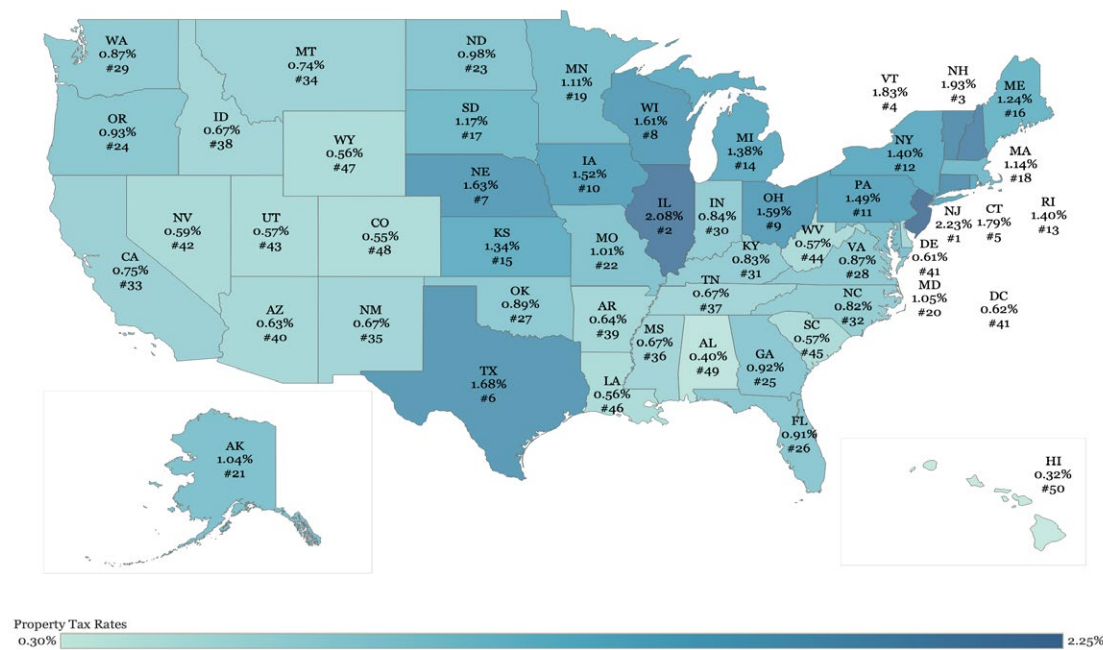 WA
0.87%
#29
MT
0.74%
#34
ND
0.98%
#23
MN
1.11%
#19
VT
1.83%
#4
NH
1.93%
#3
ME
1.24%
#16
OR
0.93%
#24
ID
0.67%
#38
SD
1.17%
#17
WI
1.61%
#8
MI
1.38%
#14
NY
1.40%
#12
MA
1.14%
#18
WY
0.56%
#47
NE
1.63%
#7
IA
1.52%
#10
IL
2.08%
#2
IN
0.84%
#30
OH
1.59%
#9
PA
1.49%
#11
NJ
2.23%
#1
CT
1.79%
#5
RI
1.40%
#13
NV
0.59%
#42
UT
0.57%
#43
CO
0.55%
#48
KS
1.34%
#15
MO
1.01%
#22
KY
0.83%
#31
WV
0.57%
#44
VA
0.87%
#28
DE
0.61%
#41
MD
1.05%
#20
DC
0.62%
#41
CA
0.75%
#33
AZ
0.63%
#40
NM
0.67%
#35
OK
0.89%
#27
AR
0.64%
#39
TN
0.67%
#37
NC
0.82%
#32
SC
0.57%
#45
MS
0.67%
#36
AL
0.40%
#49
GA
0.92%
#25
TX
1.68%
#6
LA
0.56%
#46
FL
0.91%
#26
AK
1.04%
#21
HI
0.32%
#50
Property Tax Rates
0.30%
2.25%